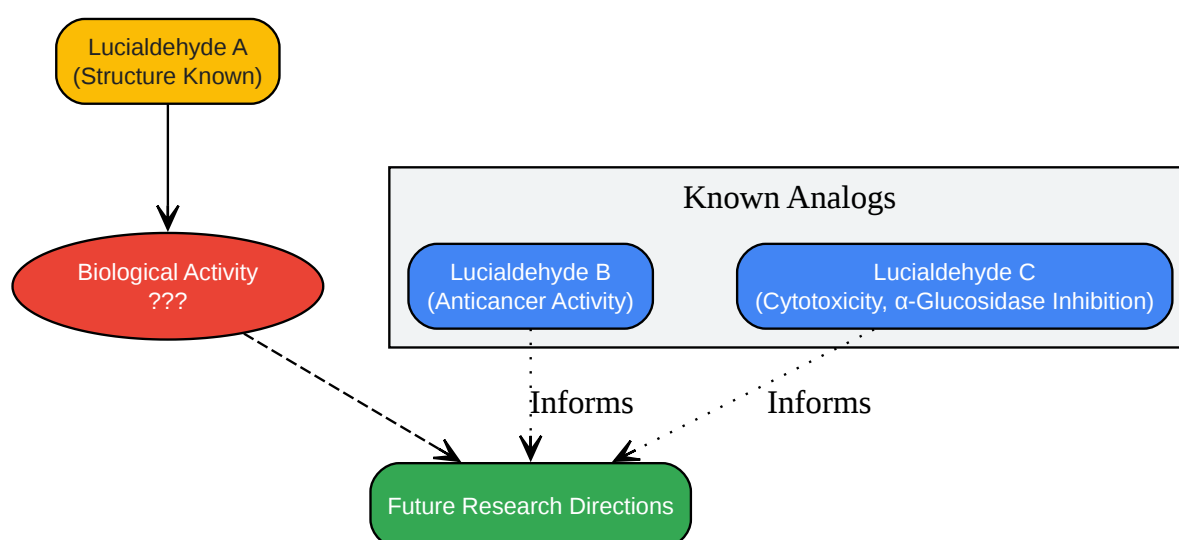 Lucialdehyde A
(Structure Known)
Known Analogs
Biological Activity
???
Lucialdehyde B
(Anticancer Activity)
Lucialdehyde C
(Cytotoxicity, α-Glucosidase Inhibition)
Informs
Informs
Future Research Directions